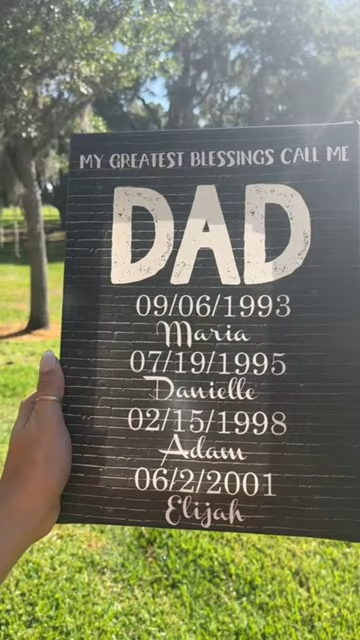 MY GREATEST BLESSINGS CALL ME
DAD
09/06/1993
Maria
07/19/1995
Danielle
02/15/1998
Adam
06/2/2001
Elijah